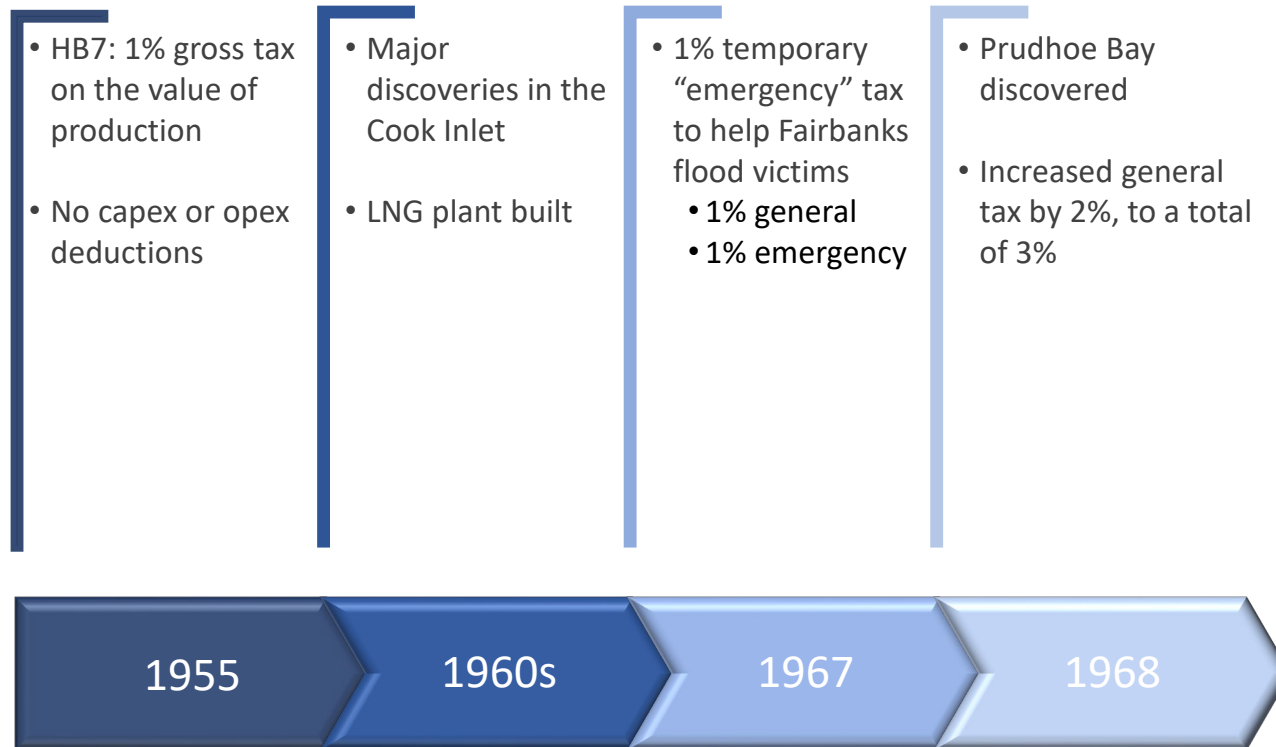 • HB7: 1% gross tax
on the value of
production
• No capex or opex
deductions
• Major
discoveries in the
Cook Inlet
• LNG plant built
• 1% temporary
“emergency” tax
to help Fairbanks
flood victims
• 1% general
• 1% emergency
• Prudhoe Bay
discovered
• Increased general
tax by 2%, to a total
of 3%
1955
1960s
1967
1968